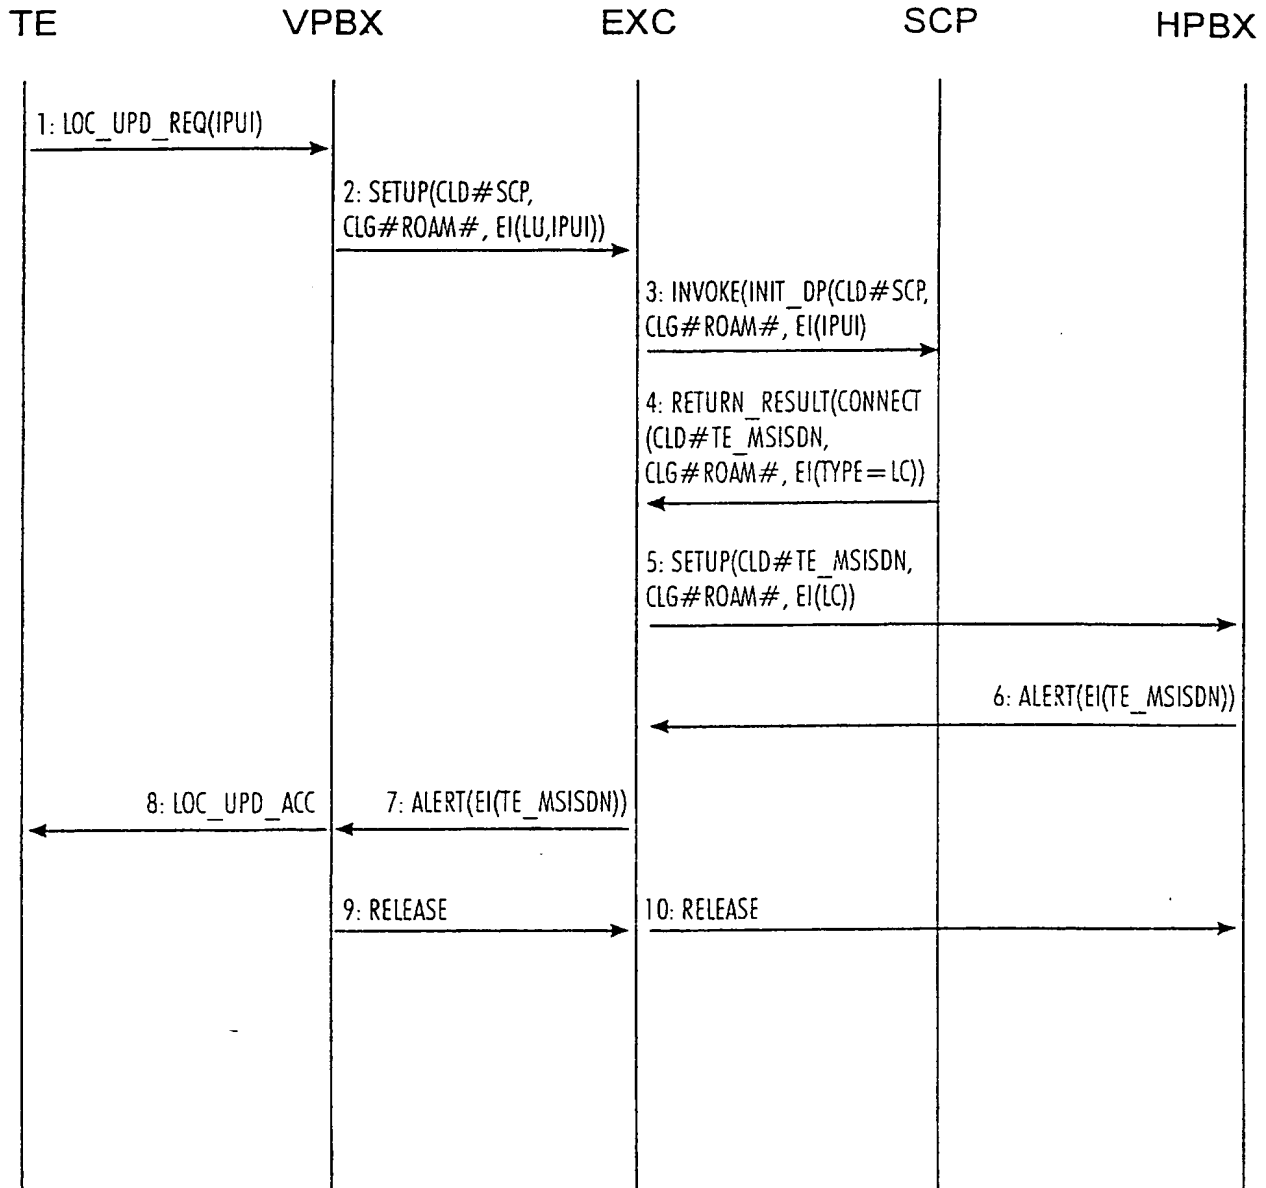 TE VPBX EXC SCP HPBX
1: LOC_UPD_REQ(IPUI)
2: SETUP(CLD#SCP,
CLG#ROAM#, EI(LU,IPUI))
3: INVOKE(INIT_DP(CLD#SCP,
CLG#ROAM#, EI(IPUI)
4: RETURN_RESULT(CONNECT
(CLD#TE_MSISDN,
CLG#ROAM#, EI(TYPE=LC))
5: SETUP(CLD#TE_MSISDN,
CLG#ROAM#, EI(LC))
6: ALERT(EI(TE_MSISDN))
8: LOC_UPD_ACC
7: ALERT(EI(TE_MSISDN))
9: RELEASE
10: RELEASE